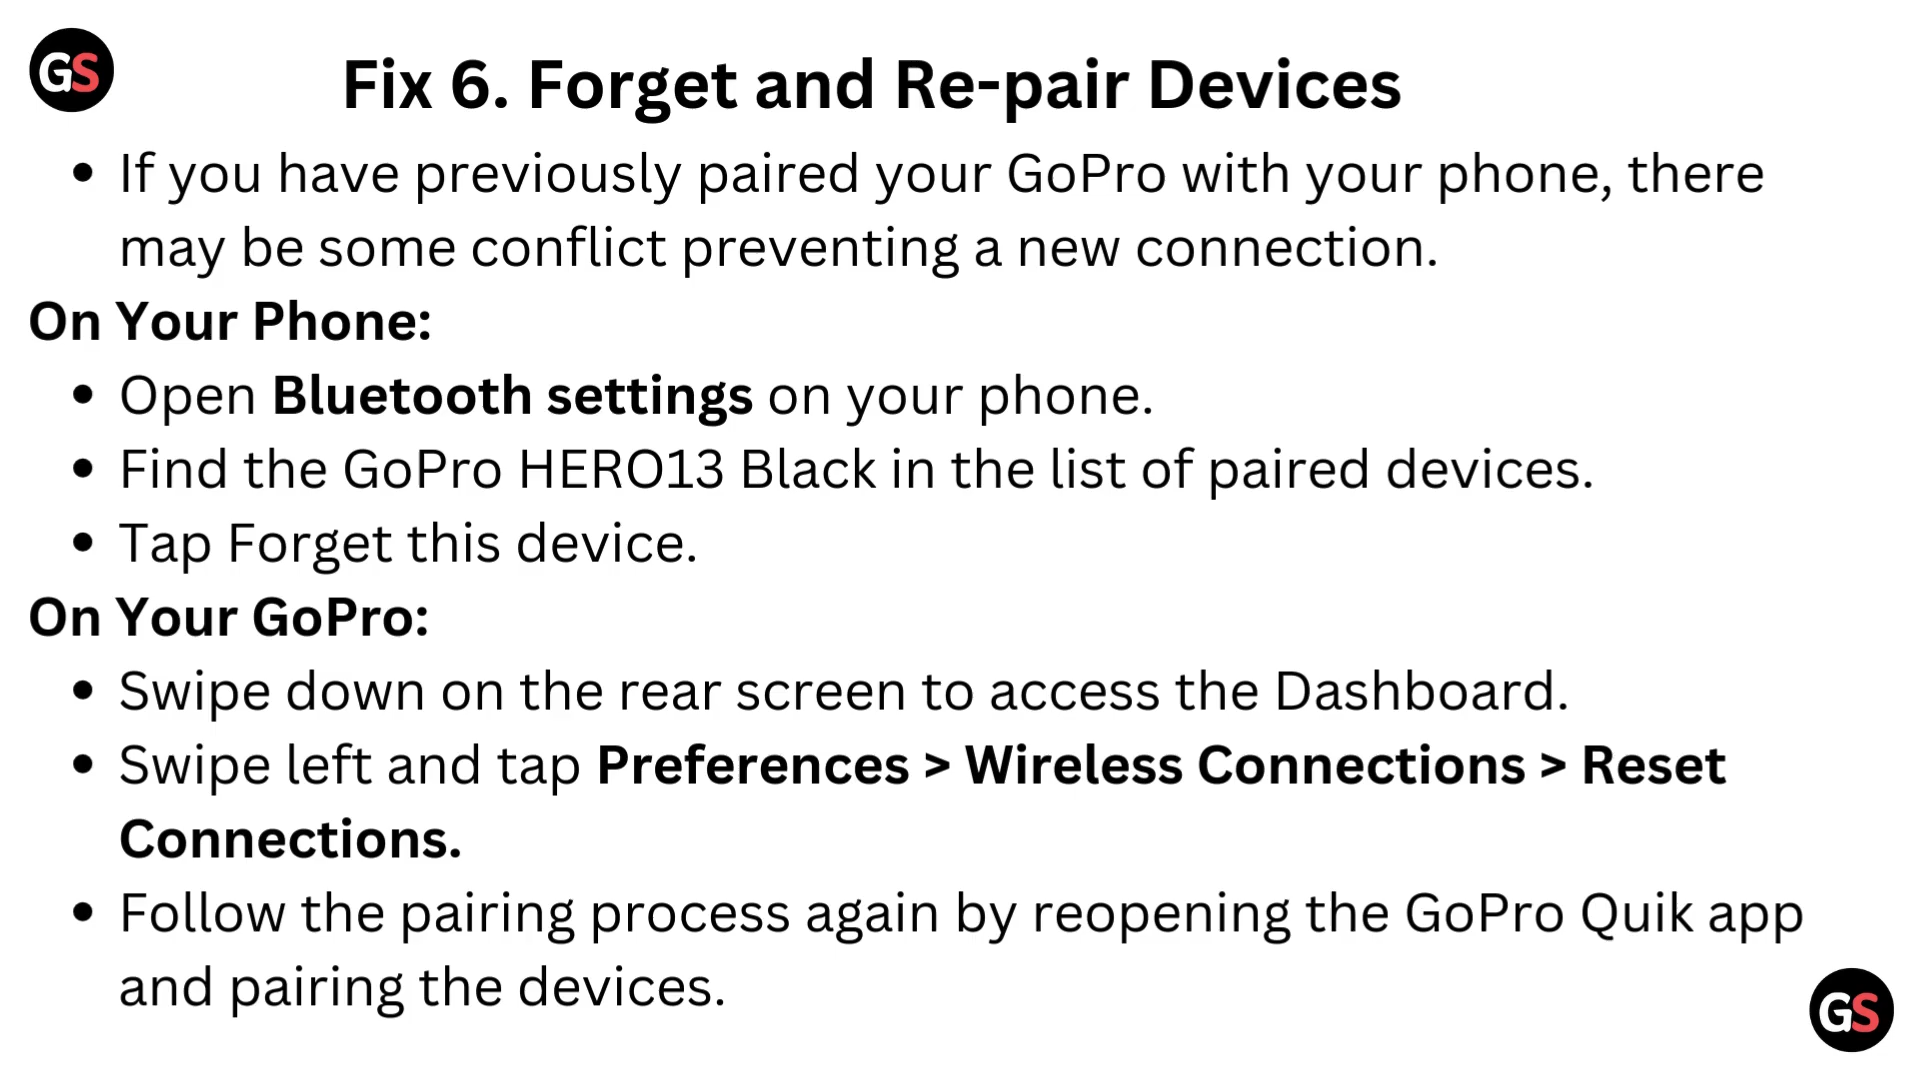 GS
Fix 6. Forget and Re-pair Devices
• If you have previously paired your GoPro with your phone, there
may be some conflict preventing a new connection.
On Your Phone:
• Open Bluetooth settings on your phone.
• Find the GoPro HERO13 Black in the list of paired devices.
• Tap Forget this device.
On Your GoPro:
• Swipe down on the rear screen to access the Dashboard.
• Swipe left and tap Preferences > Wireless Connections > Reset
Connections.
• Follow the pairing process again by reopening the GoPro Quik app
and pairing the devices.
GS